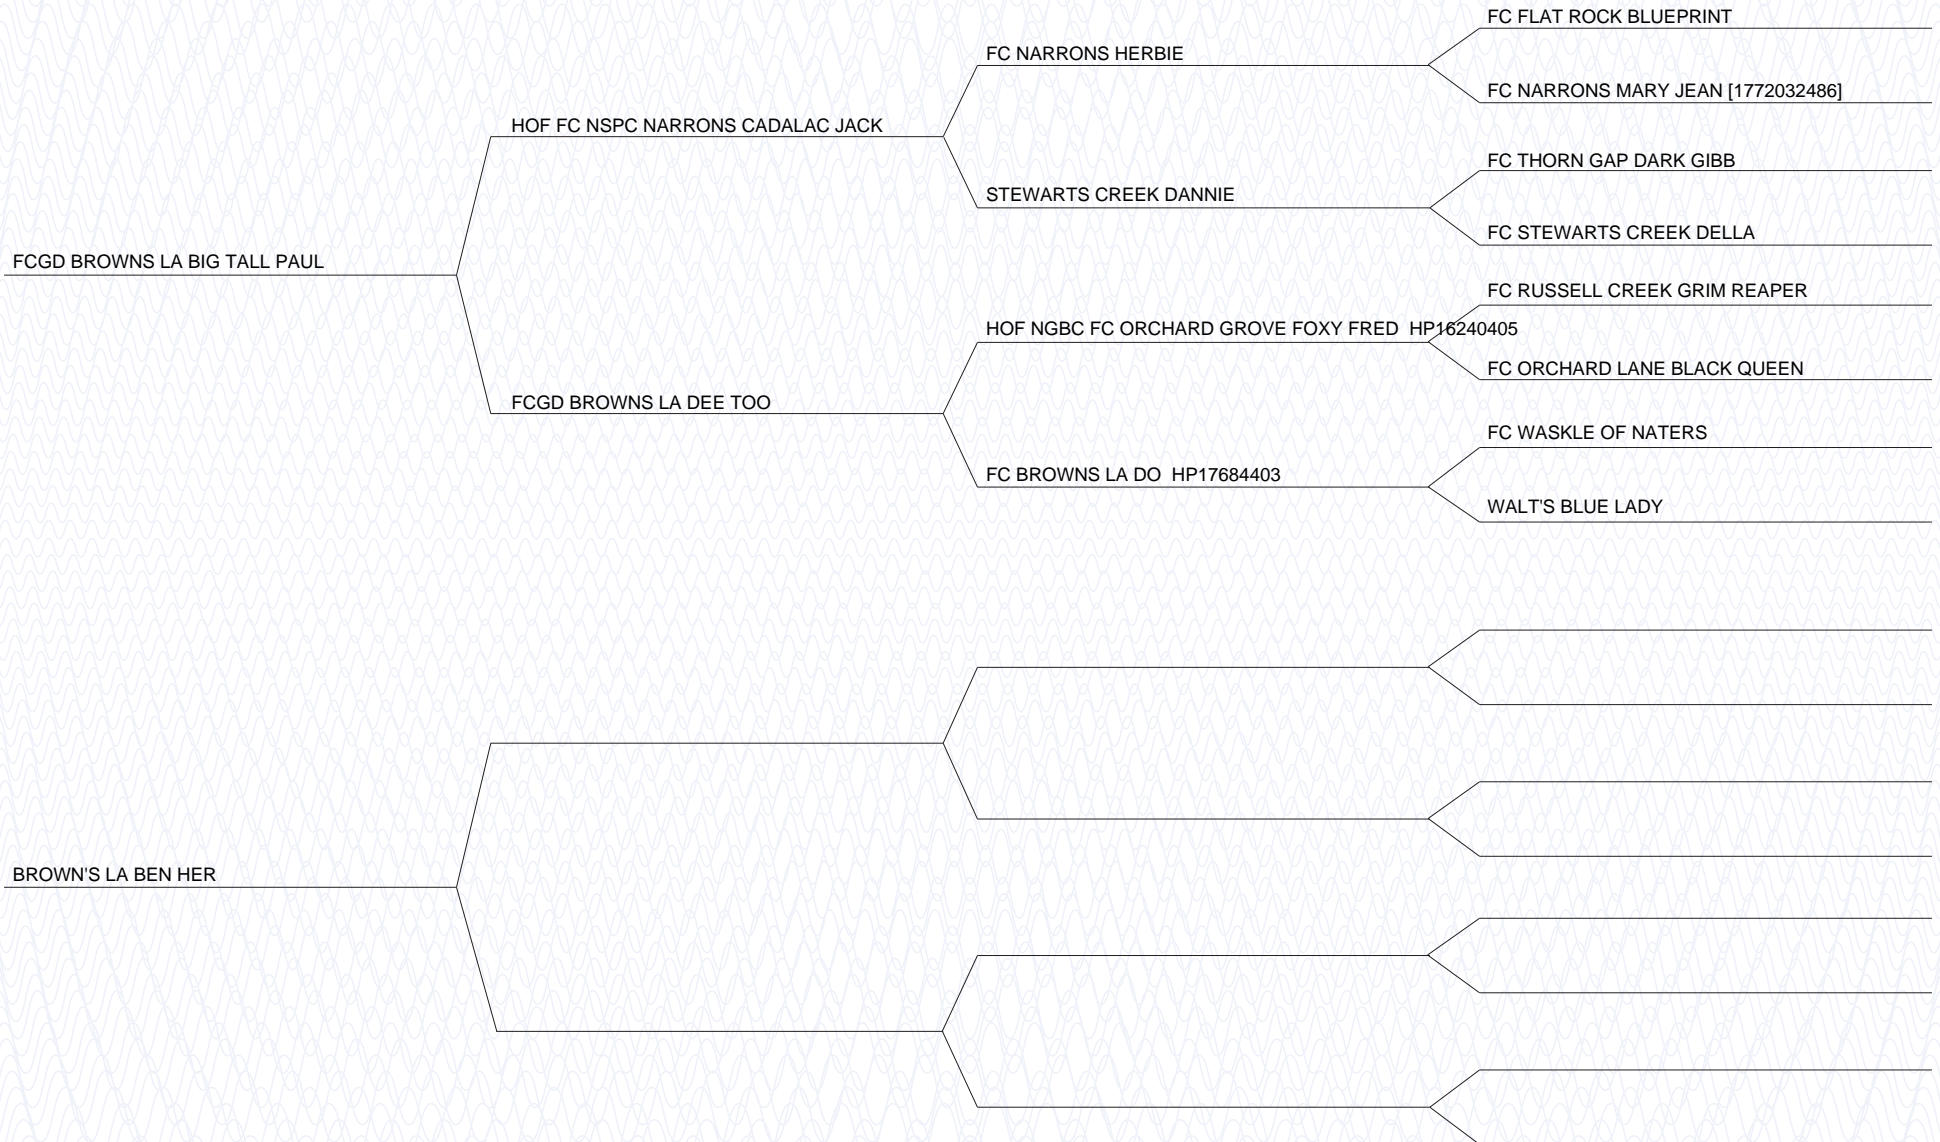 FC FLAT ROCK BLUEPRINT
FC NARRONS HERBIE
FC NARRONS MARY JEAN [1772032486]
HOF FC NSPC NARRONS CADALAC JACK
FC THORN GAP DARK GIBB
STEWARTS CREEK DANNIE
FC STEWARTS CREEK DELLA
FCGD BROWNS LA BIG TALL PAUL
FC RUSSELL CREEK GRIM REAPER
HOF NGBC FC ORCHARD GROVE FOXY FRED  HP16240405
FC ORCHARD LANE BLACK QUEEN
FCGD BROWNS LA DEE TOO
FC WASKLE OF NATERS
FC BROWNS LA DO  HP17684403
WALT'S BLUE LADY
BROWN'S LA BEN HER